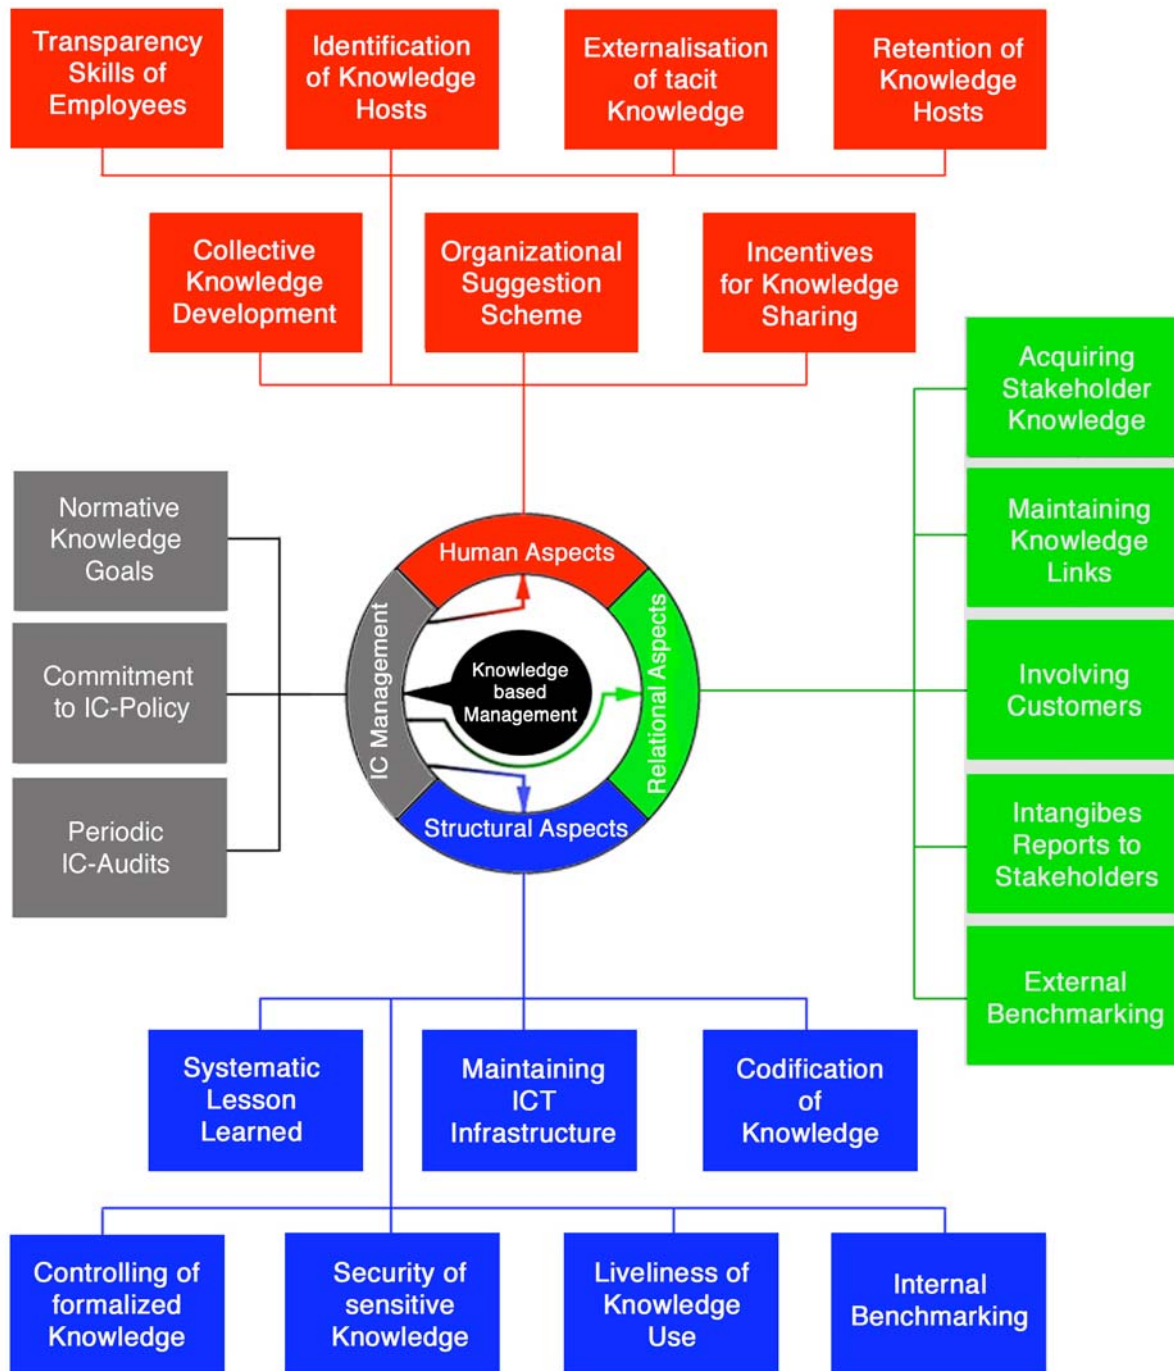 Transparency
Skills of
Employees
Identification
of Knowledge
Hosts
Externalisation
of tacit
Knowledge
Retention of
Knowledge
Hosts
Collective
Knowledge
Development
Organizational
Suggestion
Scheme
Incentives
for Knowledge
Sharing
Acquiring
Stakeholder
Knowledge
Maintaining
Knowledge
Links
Involving
Customers
Intangibes
Reports to
Stakeholders
External
Benchmarking
Normative
Knowledge
Goals
Commitment
to IC-Policy
Periodic
IC-Audits
Human Aspects
IC Management
Knowledge
based
Management
Relational Aspects
Structural Aspects
Systematic
Lesson
Learned
Maintaining
ICT
Infrastructure
Codification
of
Knowledge
Controlling of
formalized
Knowledge
Security of
sensitive
Knowledge
Liveliness of
Knowledge
Use
Internal
Benchmarking